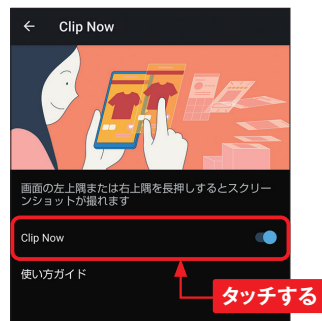 ← Clip Now
画面の左上隅または右上隅を長押しするとスクリー
ンショットが撮れます
Clip Now
使い方ガイド
タッチする